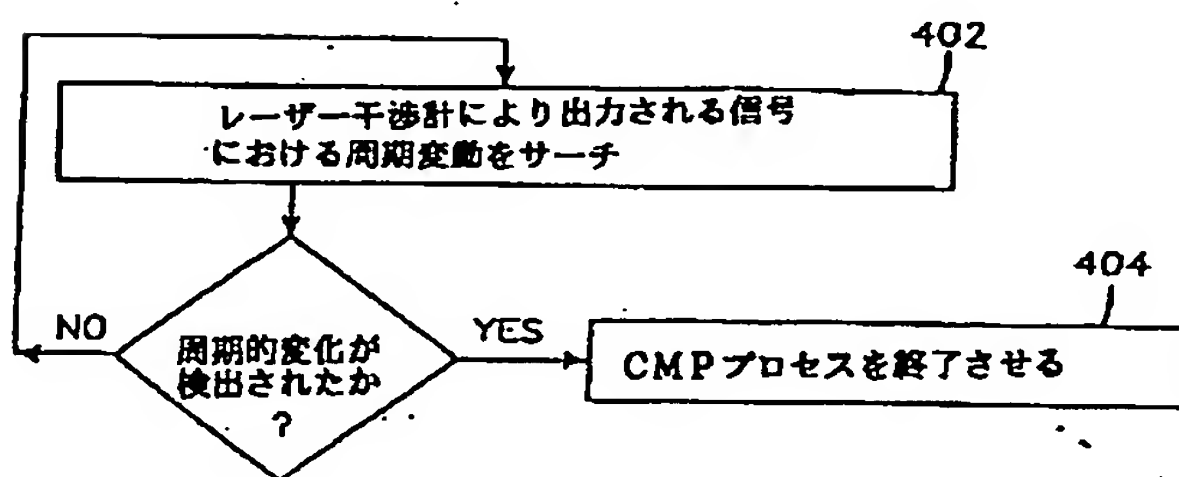 402
レーザー干渉計により出力される信号
における周期変動をサーチ
404
NO
YES
周期的変化が
検出されたか
?
CMPプロセスを終了させる